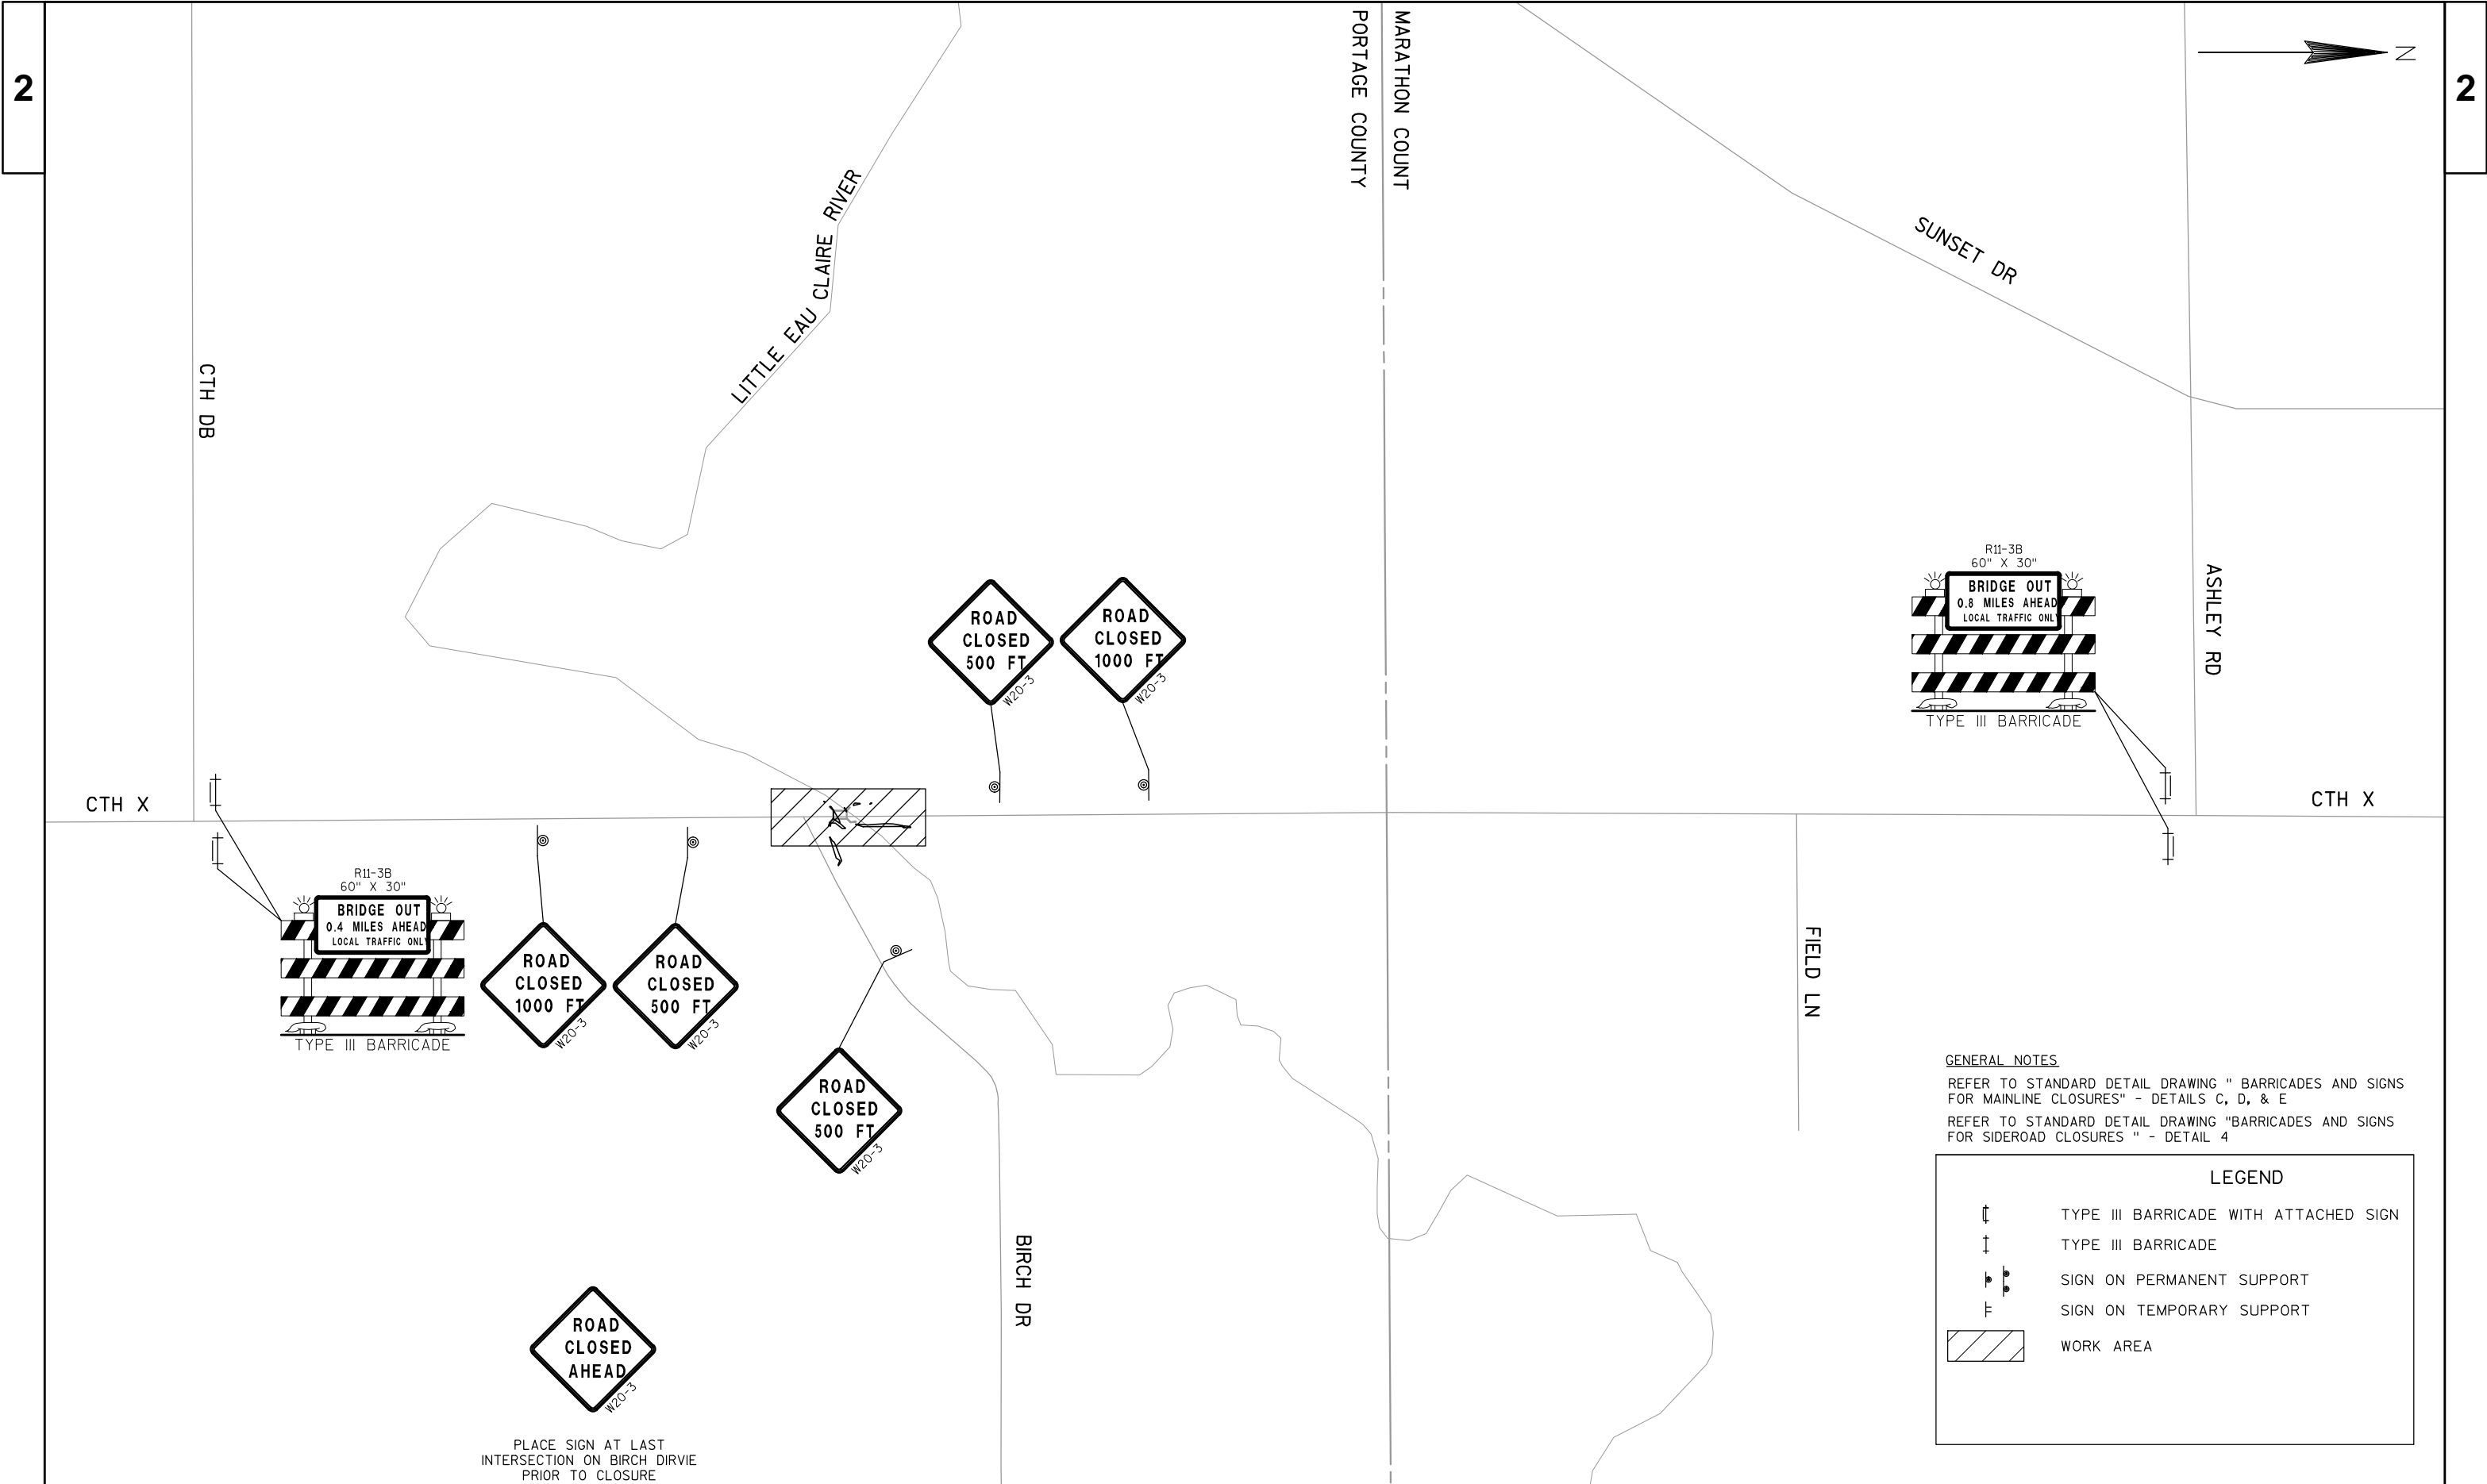 2
2
N
MARATHON COUNT
PORTAGE COUNTY
LITTLE EAU CLAIRE RIVER
SUNSET DR
CTH DB
ASHLEY RD
R11-3B
60" X 30"
BRIDGE OUT
0.8 MILES AHEAD
LOCAL TRAFFIC ONLY
TYPE III BARRICADE
ROAD
CLOSED
500 FT
W20-3
ROAD
CLOSED
1000 FT
W20-3
CTH X
CTH X
R11-3B
60" X 30"
BRIDGE OUT
0.4 MILES AHEAD
LOCAL TRAFFIC ONLY
TYPE III BARRICADE
ROAD
CLOSED
1000 FT
W20-3
ROAD
CLOSED
500 FT
W20-3
ROAD
CLOSED
500 FT
W20-3
FIELD LN
BIRCH DR
ROAD
CLOSED
AHEAD
W20-3
PLACE SIGN AT LAST
INTERSECTION ON BIRCH DIRVIE
PRIOR TO CLOSURE
GENERAL NOTES
REFER TO STANDARD DETAIL DRAWING " BARRICADES AND SIGNS
FOR MAINLINE CLOSURES" - DETAILS C, D, & E
REFER TO STANDARD DETAIL DRAWING "BARRICADES AND SIGNS
FOR SIDEROAD CLOSURES " - DETAIL 4
LEGEND
TYPE III BARRICADE WITH ATTACHED SIGN
TYPE III BARRICADE
SIGN ON PERMANENT SUPPORT
SIGN ON TEMPORARY SUPPORT
WORK AREA